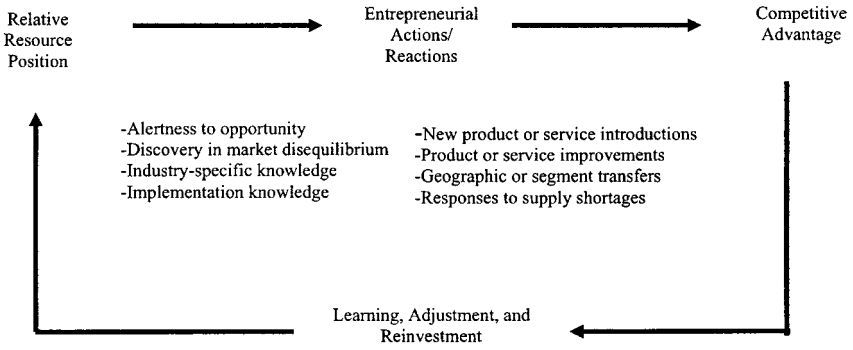 Relative
Resource
Position
Entrepreneurial
Actions/
Reactions
Competitive
Advantage
-Alertness to opportunity
-Discovery in market disequilibrium
-Industry-specific knowledge
-Implementation knowledge
-New product or service introductions
-Product or service improvements
-Geographic or segment transfers
-Responses to supply shortages
Learning, Adjustment, and
Reinvestment